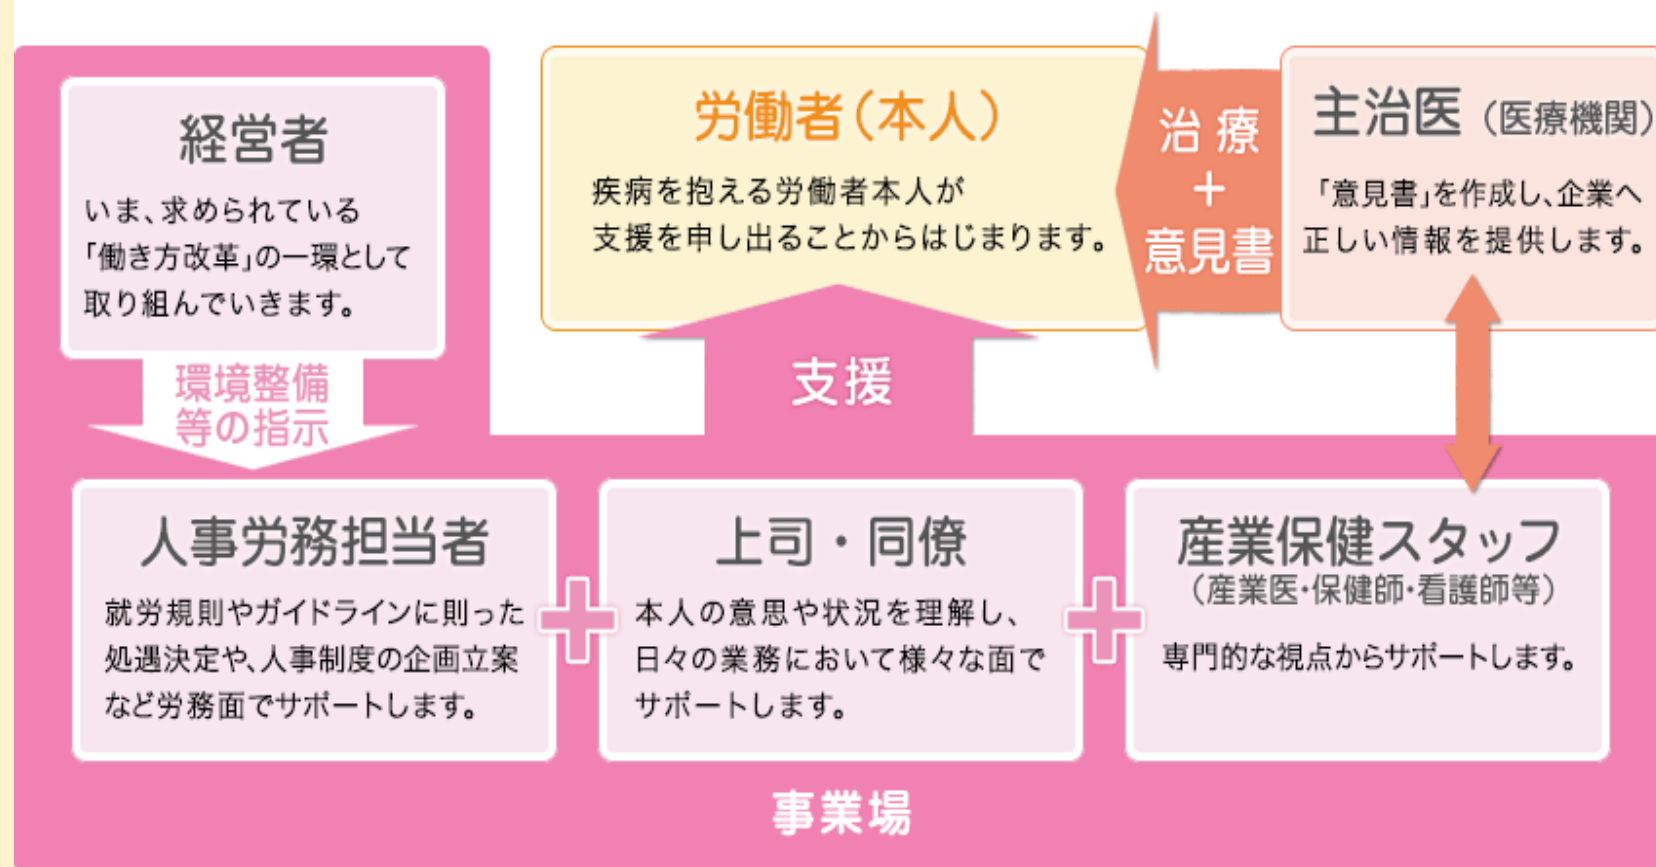 経営者
いま、求められている
「働き方改革」の一環として
取り組んでいきます。
環境整備
等の指示
労働者（本人）
疾病を抱える労働者本人が
支援を申し出ることからはじまります。
治療
＋
意見書
主治医（医療機関）
「意見書」を作成し、企業へ
正しい情報を提供します。
支援
人事労務担当者
就労規則やガイドラインに則った
処遇決定や、人事制度の企画立案
など労務面でサポートします。
上司・同僚
本人の意思や状況を理解し、
日々の業務において様々な面で
サポートします。
産業保健スタッフ
（産業医・保健師・看護師等）
専門的な視点からサポートします。
事業場